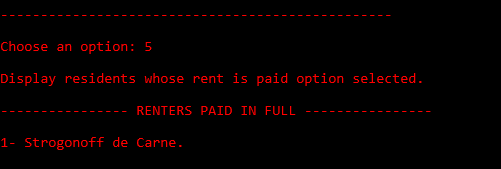 -------------------------------------------------
Choose an option: 5
Display residents whose rent is paid option selected.
---------------- RENTERS PAID IN FULL ----------------
1- Strogonoff de Carne.